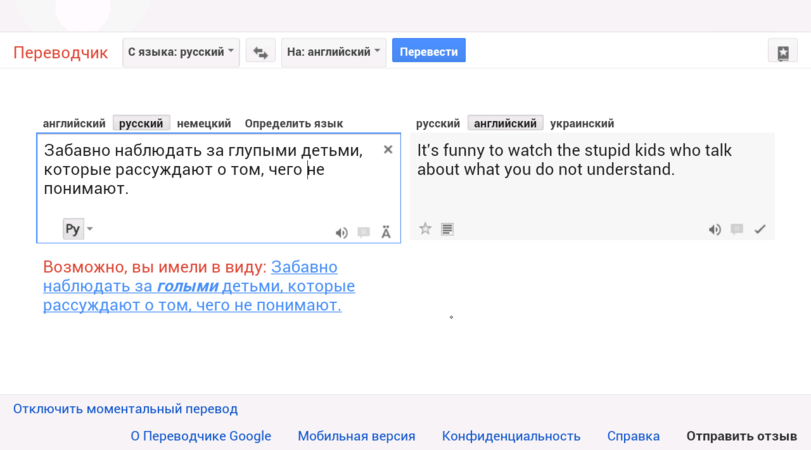 Переводчик
С языка: русский
На: английский
Перевести
английский русский немецкий Определить язык
русский английский украинский
Забавно наблюдать за глупыми детьми,
которые рассуждают о том, чего не
понимают.
It's funny to watch the stupid kids who talk
about what you do not understand.
Ру
Ä
Возможно, вы имели в виду: Забавно
наблюдать за голыми детьми, которые
рассуждают о том, чего не понимают.
Отключить моментальный перевод
О Переводчике Google Мобильная версия Конфиденциальность Справка Отправить отзыв